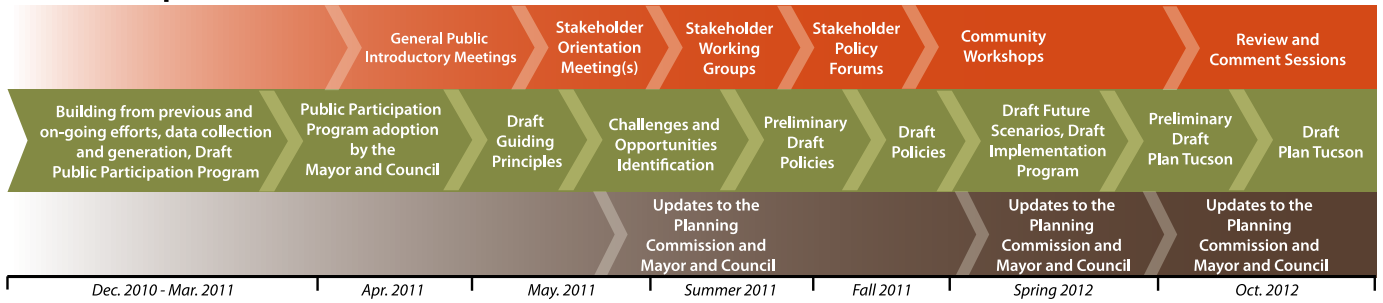 General Public
Introductory Meetings
Stakeholder
Orientation
Meeting(s)
Stakeholder
Working
Groups
Stakeholder
Policy
Forums
Community
Workshops
Review and
Comment Sessions
Building from previous and
on-going efforts, data collection
and generation, Draft
Public Participation Program
Public Participation
Program adoption
by the
Mayor and Council
Draft
Guiding
Principles
Challenges and
Opportunities
Identification
Preliminary
Draft
Policies
Draft
Policies
Draft Future
Scenarios, Draft
Implementation
Program
Preliminary
Draft
Plan Tucson
Draft
Plan Tucson
Updates to the
Planning
Commission and
Mayor and Council
Updates to the
Planning
Commission and
Mayor and Council
Updates to the
Planning
Commission and
Mayor and Council
Dec. 2010 - Mar. 2011
Apr. 2011
May. 2011
Summer 2011
Fall 2011
Spring 2012
Oct. 2012